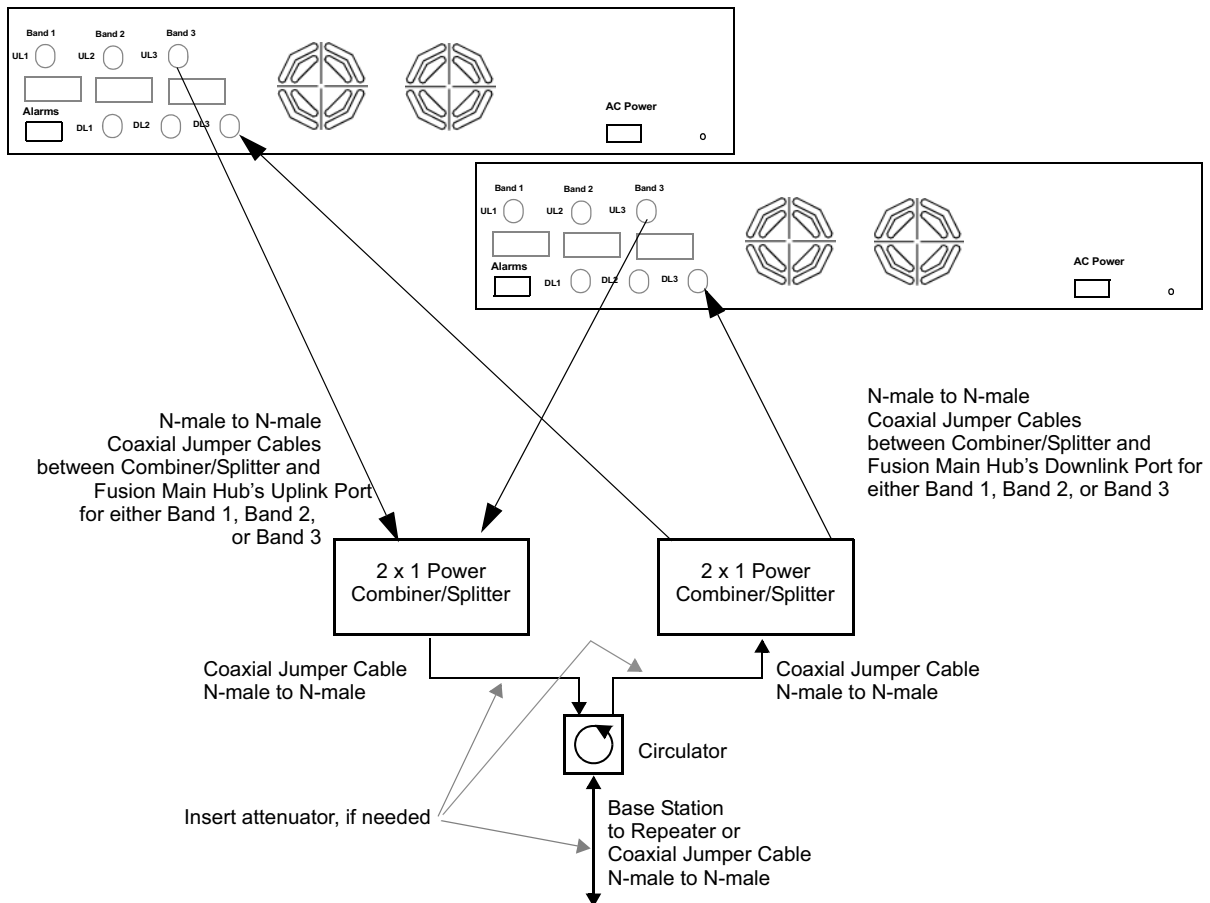 Band 1 Band 2 Band 3
UL1 UL2 UL3
Alarms
DL1 DL2 DL3
AC Power
Band 1 Band 2 Band 3
UL1 UL2 UL3
Alarms
DL1 DL2 DL3
AC Power
N-male to N-male
Coaxial Jumper Cables
between Combiner/Splitter and
Fusion Main Hub’s Uplink Port
for either Band 1, Band 2,
or Band 3
N-male to N-male
Coaxial Jumper Cables
between Combiner/Splitter and
Fusion Main Hub’s Downlink Port for
either Band 1, Band 2, or Band 3
2 x 1 Power
Combiner/Splitter
2 x 1 Power
Combiner/Splitter
Coaxial Jumper Cable
N-male to N-male
Coaxial Jumper Cable
N-male to N-male
Circulator
Insert attenuator, if needed
Base Station
to Repeater or
Coaxial Jumper Cable
N-male to N-male